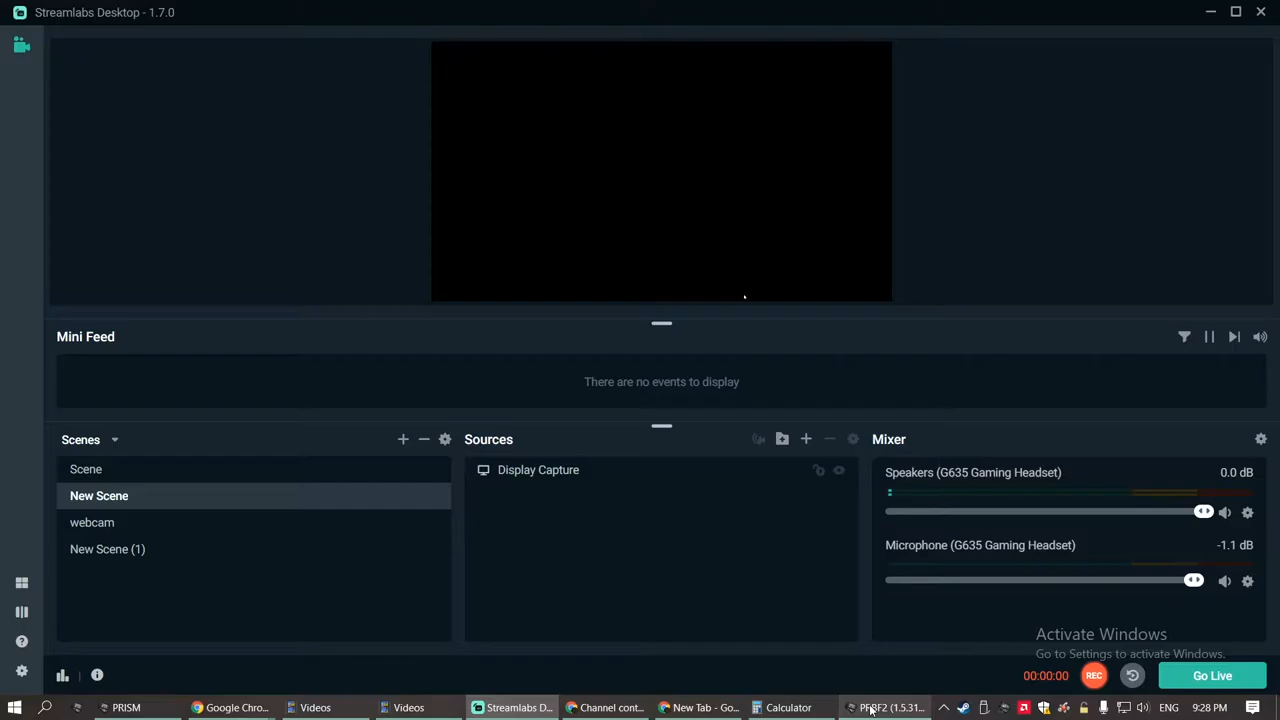 Streamlabs Desktop - 1.7.0
Mini Feed
There are no events to display
Scenes
Sources
Mixer
Scene
New Scene
webcam
New Scene (1)
Display Capture
Speakers (G635 Gaming Headset) 0.0 dB
Microphone (G635 Gaming Headset) -1.1 dB
Activate Windows
Go to Settings to activate Windows.
00:00:00
REC
Go Live
PRISM
Google Chro...
Videos
Videos
Streamlabs D...
Channel cont...
New Tab - Go...
Calculator
(1.5.31...
ENG
9:28 PM